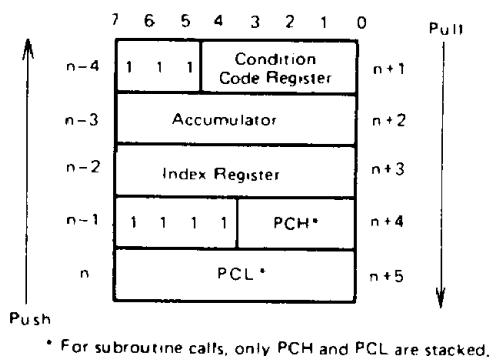 7 6 5 4 3 2 1 0
Pull
n-4 1 1 1 Condition Code Register n+1
n-3 Accumulator n+2
n-2 Index Register n+3
n-1 1 1 1 1 PCH* n+4
n PCL* n+5
Push
* For subroutine calls, only PCH and PCL are stacked.